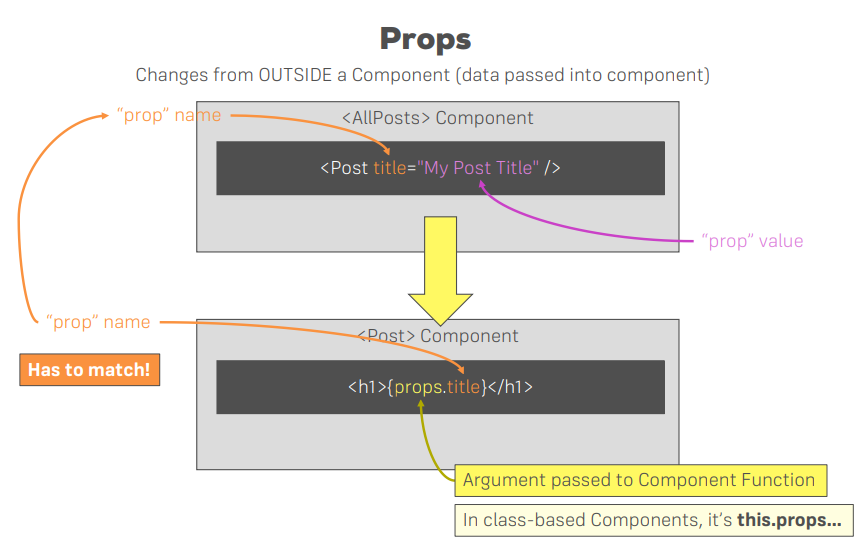 Props
Changes from OUTSIDE a Component (data passed into component)
“prop” name
<AllPosts> Component
<Post title="My Post Title" />
“prop” value
“prop” name
<Post> Component
Has to match!
<h1>{props.title}</h1>
Argument passed to Component Function
In class-based Components, it’s this.props…